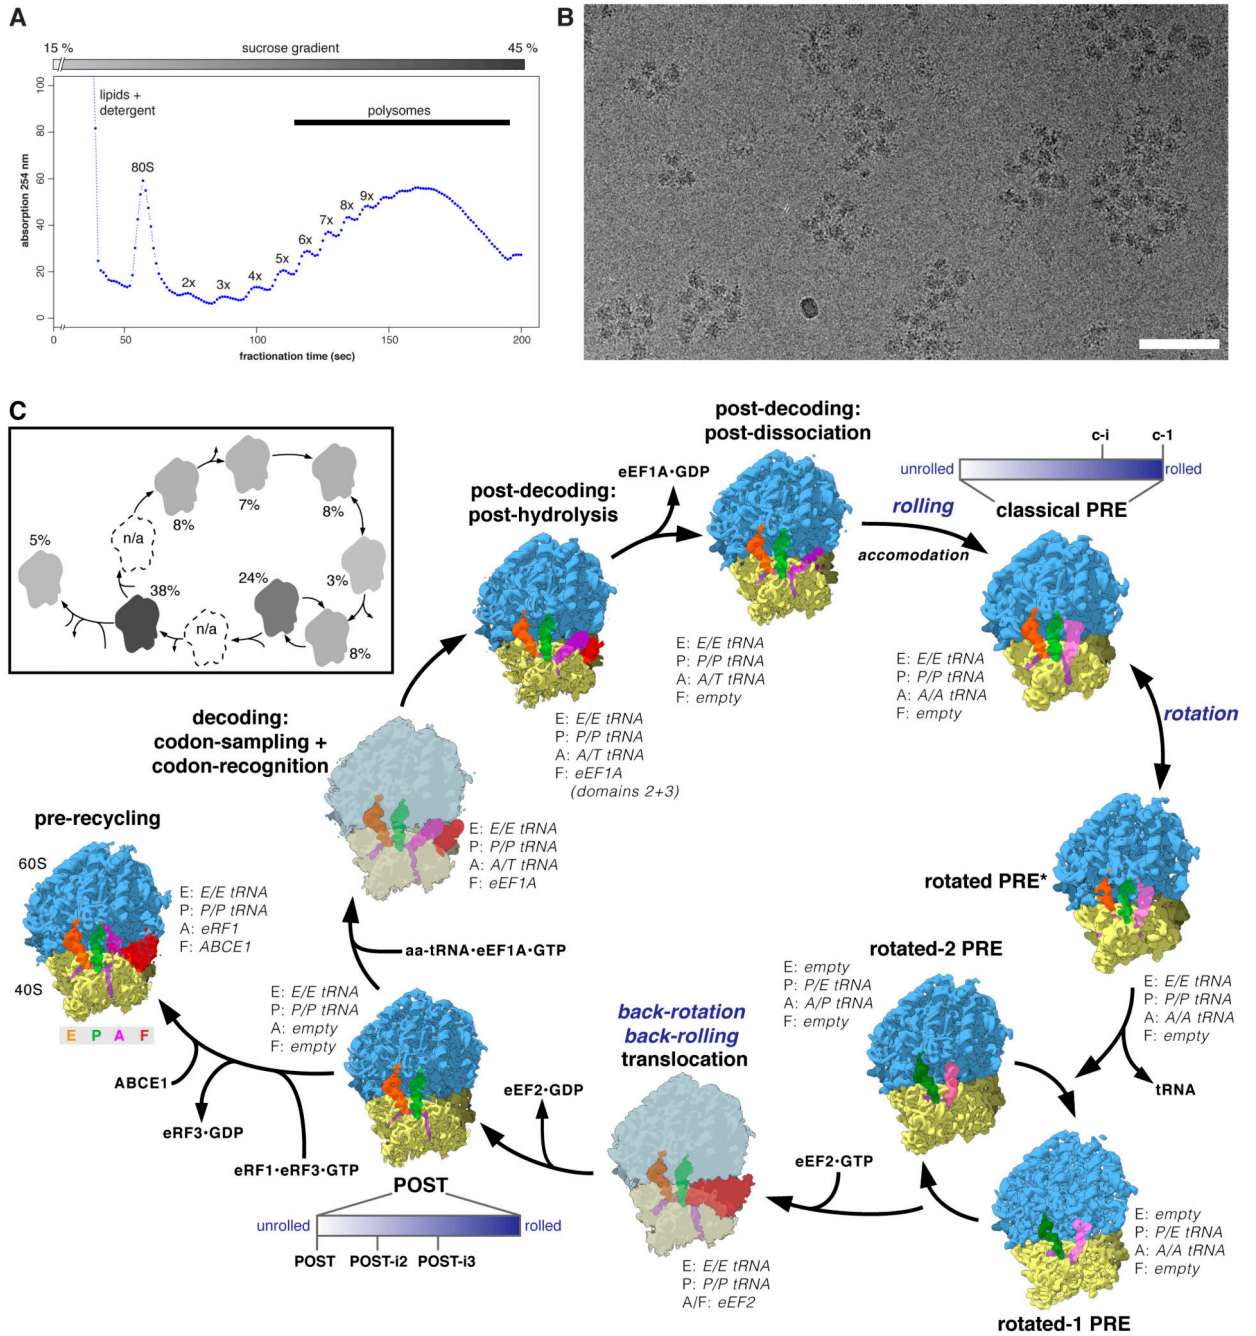 A
15 %
sucrose gradient
45 %
lipids +
detergent
polysomes
80S
2x
3x
4x
5x
6x
7x
8x
9x
absorption 254 nm
0
20
40
60
80
100
0
50
100
150
200
fractionation time (sec)
B
C
5%
n/a
8%
7%
8%
3%
8%
24%
n/a
38%
post-decoding:
post-hydrolysis
eEF1A•GDP
post-decoding:
post-dissociation
rolling
accomodation
c-i
c-1
unrolled
rolled
classical PRE
E: E/E tRNA
P: P/P tRNA
A: A/T tRNA
F: eEF1A
(domains 2+3)
E: E/E tRNA
P: P/P tRNA
A: A/T tRNA
F: empty
E: E/E tRNA
P: P/P tRNA
A: A/A tRNA
F: empty
rotation
decoding:
codon-sampling +
codon-recognition
E: E/E tRNA
P: P/P tRNA
A: A/T tRNA
F: eEF1A
pre-recycling
60S
40S
E P A F
E: E/E tRNA
P: P/P tRNA
A: eRF1
F: ABCE1
aa-tRNA•eEF1A•GTP
rotated PRE*
E: E/E tRNA
P: P/P tRNA
A: A/A tRNA
F: empty
tRNA
rotated-2 PRE
E: empty
P: P/E tRNA
A: A/P tRNA
F: empty
E: E/E tRNA
P: P/P tRNA
A: empty
F: empty
back-rotation
back-rolling
translocation
ABCE1
eRF3•GDP
eRF1•eRF3•GTP
eEF2•GDP
eEF2•GTP
POST
unrolled
rolled
POST
POST-i2
POST-i3
E: E/E tRNA
P: P/P tRNA
A/F: eEF2
E: empty
P: P/E tRNA
A: A/A tRNA
F: empty
rotated-1 PRE